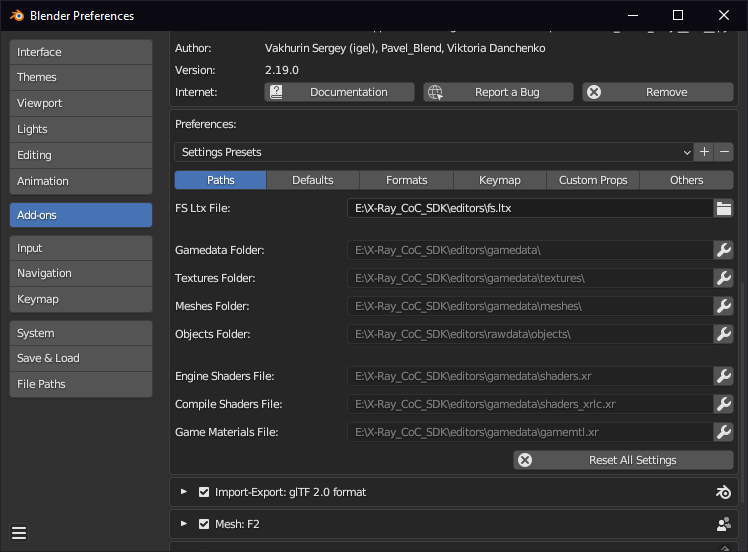 Blender Preferences
Interface
Themes
Viewport
Lights
Editing
Animation
Add-ons
Input
Navigation
Keymap
System
Save & Load
File Paths
Author: Vakhurin Sergey (igel), Pavel_Blend, Viktoria Danchenko
Version: 2.19.0
Internet: Documentation Report a Bug Remove
Preferences:
Settings Presets
Paths Defaults Formats Keymap Custom Props Others
FS Ltx File: E:\X-Ray_CoC_SDK\editors\fs.ltx
Gamedata Folder: E:\X-Ray_CoC_SDK\editors\gamedata\
Textures Folder: E:\X-Ray_CoC_SDK\editors\gamedata\textures\
Meshes Folder: E:\X-Ray_CoC_SDK\editors\gamedata\meshes\
Objects Folder: E:\X-Ray_CoC_SDK\editors\rawdata\objects\
Engine Shaders File: E:\X-Ray_CoC_SDK\editors\gamedata\shaders.xr
Compile Shaders File: E:\X-Ray_CoC_SDK\editors\gamedata\shaders_xrlc.xr
Game Materials File: E:\X-Ray_CoC_SDK\editors\gamedata\gamemtl.xr
Reset All Settings
Import-Export: glTF 2.0 format
Mesh: F2